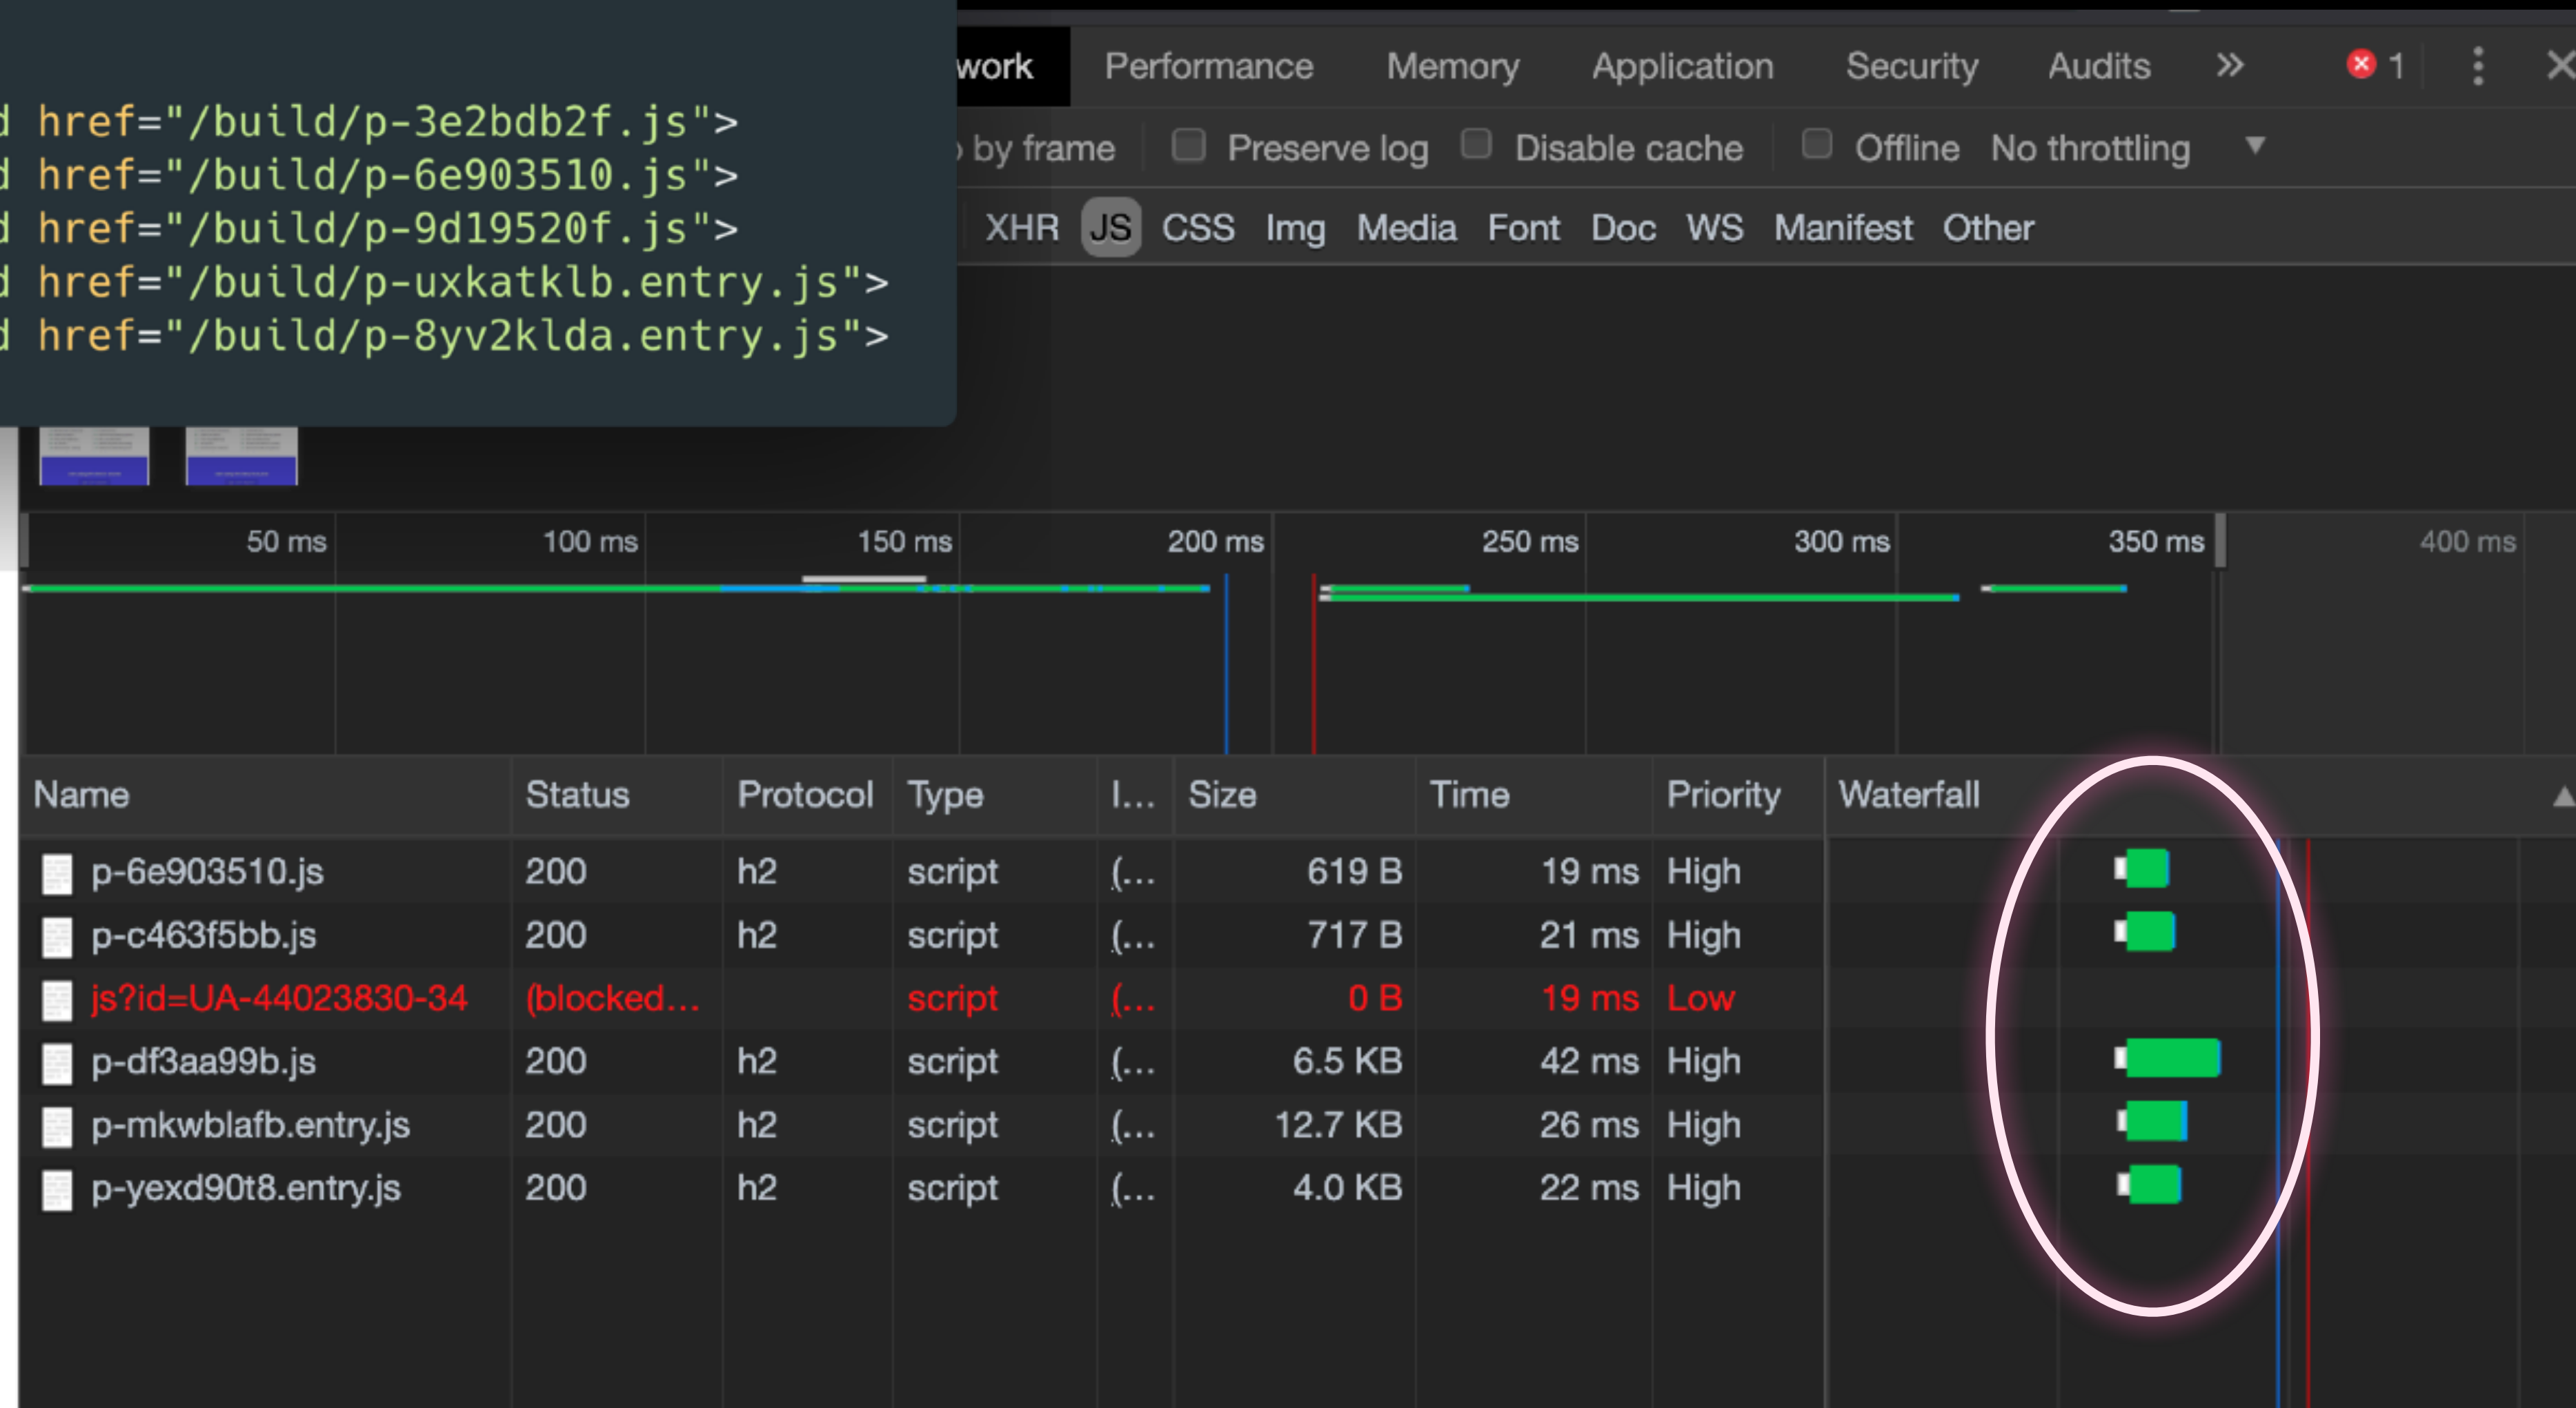 d href="/build/p-3e2bdb2f.js">
d href="/build/p-6e903510.js">
d href="/build/p-9d19520f.js">
d href="/build/p-uxkatklb.entry.js">
d href="/build/p-8yv2klda.entry.js">
work Performance Memory Application Security Audits » 1
by frame Preserve log Disable cache Offline No throttling
XHR JS CSS Img Media Font Doc WS Manifest Other
50 ms 100 ms 150 ms 200 ms 250 ms 300 ms 350 ms 400 ms
Name Status Protocol Type I... Size Time Priority Waterfall
p-6e903510.js 200 h2 script (... 619 B 19 ms High
p-c463f5bb.js 200 h2 script (... 717 B 21 ms High
js?id=UA-44023830-34 (blocked... script (... 0 B 19 ms Low
p-df3aa99b.js 200 h2 script (... 6.5 KB 42 ms High
p-mkwblafb.entry.js 200 h2 script (... 12.7 KB 26 ms High
p-yexd90t8.entry.js 200 h2 script (... 4.0 KB 22 ms High